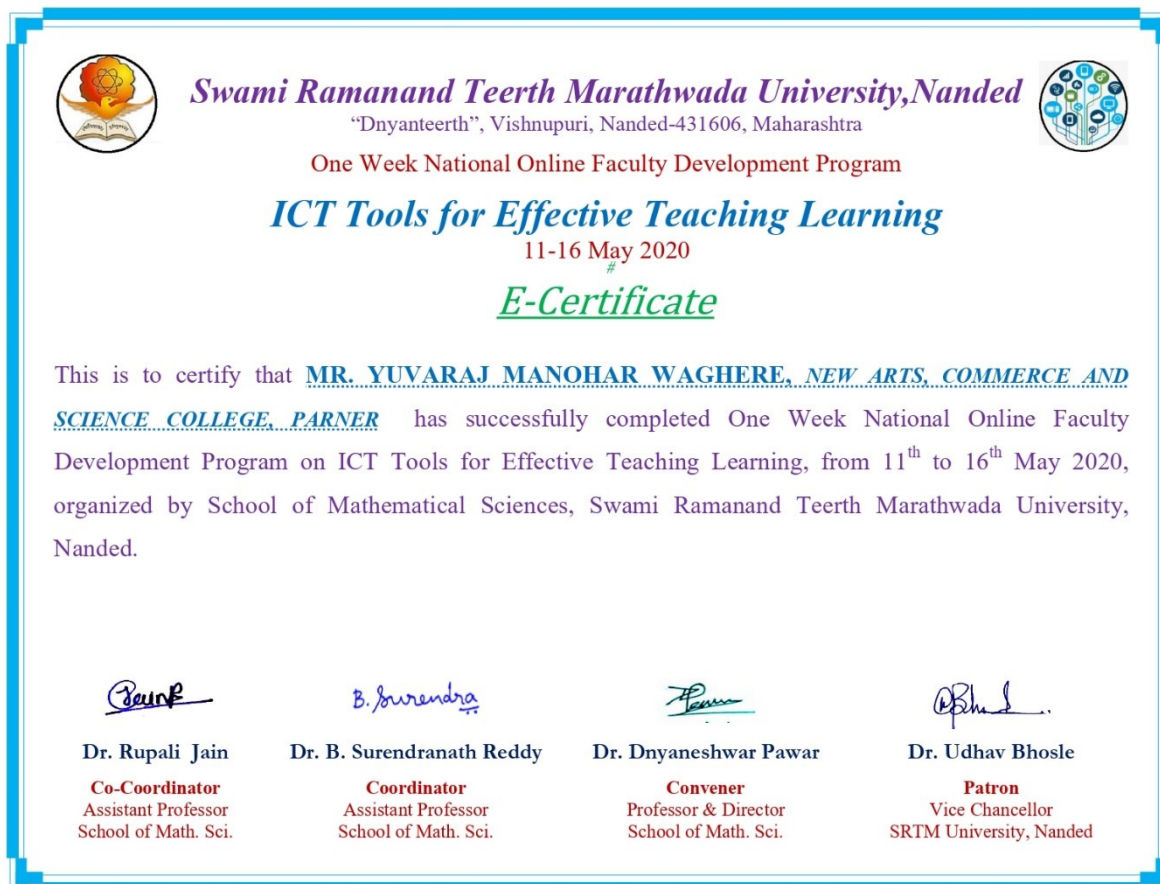 Swami Ramanand Teerth Marathwada University,Nanded
“Dnyanteerth”, Vishnupuri, Nanded-431606, Maharashtra
One Week National Online Faculty Development Program
ICT Tools for Effective Teaching Learning
11-16 May 2020
#
E-Certificate
This is to certify that MR. YUVARAJ MANOHAR WAGHERE, NEW ARTS, COMMERCE AND
SCIENCE COLLEGE, PARNER has successfully completed One Week National Online Faculty
Development Program on ICT Tools for Effective Teaching Learning, from 11th to 16th May 2020,
organized by School of Mathematical Sciences, Swami Ramanand Teerth Marathwada University,
Nanded.
B. Surendra
Dr. Rupali Jain
Co-Coordinator
Assistant Professor
School of Math. Sci.
Dr. B. Surendranath Reddy
Coordinator
Assistant Professor
School of Math. Sci.
Dr. Dnyaneshwar Pawar
Convener
Professor & Director
School of Math. Sci.
Dr. Udhav Bhosle
Patron
Vice Chancellor
SRTM University, Nanded